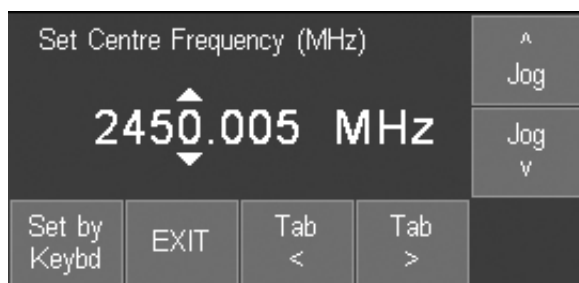 Set Centre Frequency (MHz)
^
Jog
2450.005 MHz
Jog
v
Set by
Keybd
EXIT
Tab
<
Tab
>